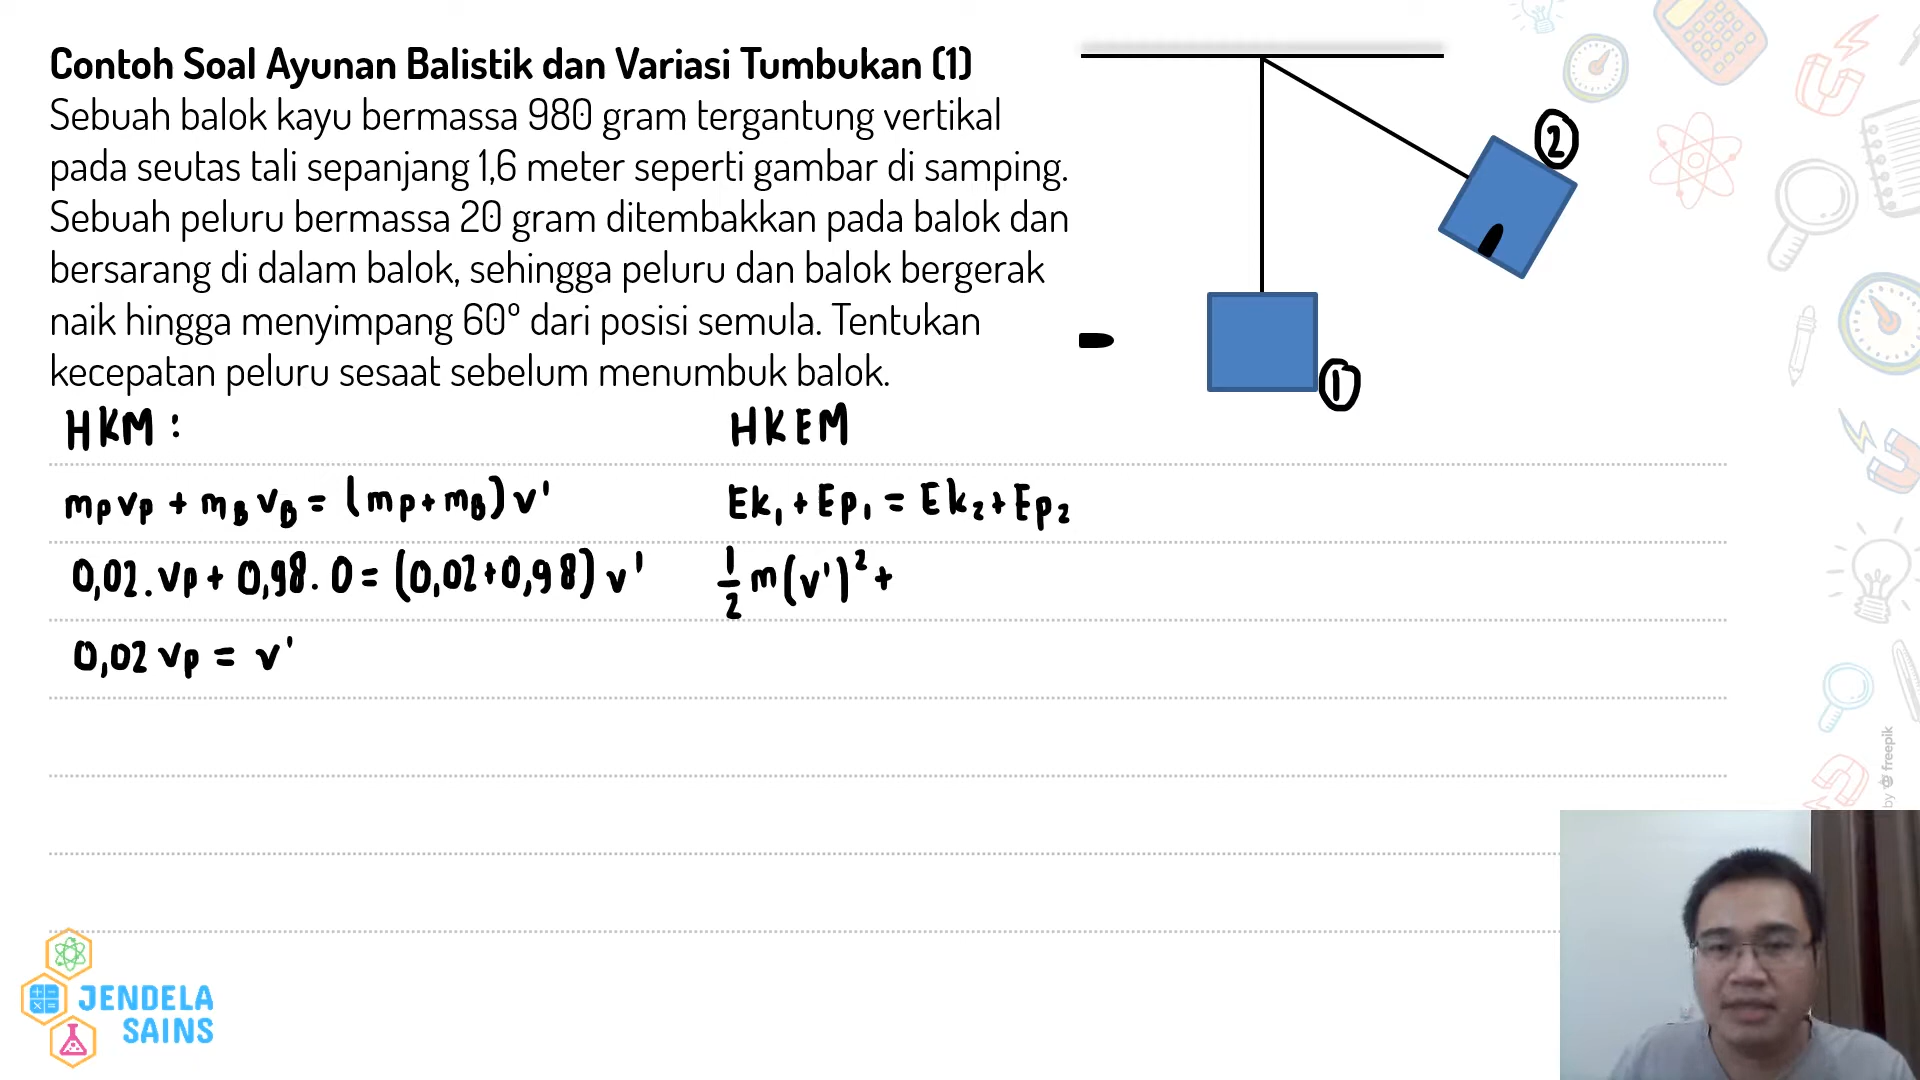 Contoh Soal Ayunan Balistik dan Variasi Tumbukan (1)
Sebuah balok kayu bermassa 980 gram tergantung vertikal
pada seutas tali sepanjang 1,6 meter seperti gambar di samping.
Sebuah peluru bermassa 20 gram ditembakkan pada balok dan
bersarang di dalam balok, sehingga peluru dan balok bergerak
naik hingga menyimpang 60° dari posisi semula. Tentukan
kecepatan peluru sesaat sebelum menumbuk balok.
2
1
HKM :
mPvP + mBvB = (mP+mB)v'
0,02.vP + 0,98.0 = (0,02+0,98)v'
0,02 vP = v'
HKEM
Ek₁ + Ep₁ = Ek₂ + Ep₂
1/2 m(v')² +
by freepik
JENDELA
SAINS